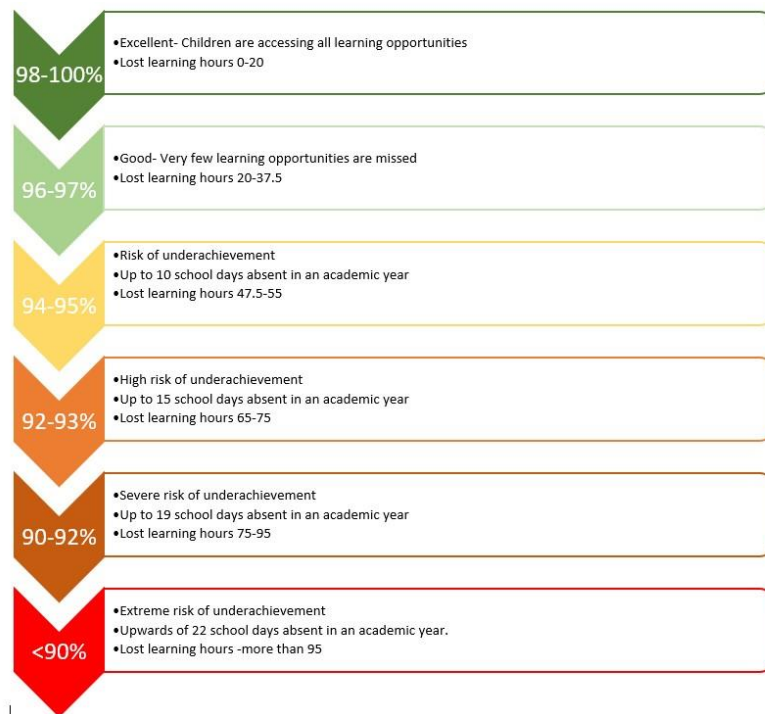 98-100%
•Excellent- Children are accessing all learning opportunities
•Lost learning hours 0-20
96-97%
•Good- Very few learning opportunities are missed
•Lost learning hours 20-37.5
94-95%
•Risk of underachievement
•Up to 10 school days absent in an academic year
•Lost learning hours 47.5-55
92-93%
•High risk of underachievement
•Up to 15 school days absent in an academic year
•Lost learning hours 65-75
90-92%
•Severe risk of underachievement
•Up to 19 school days absent in an academic year
•Lost learning hours 75-95
<90%
•Extreme risk of underachievement
•Upwards of 22 school days absent in an academic year.
•Lost learning hours -more than 95